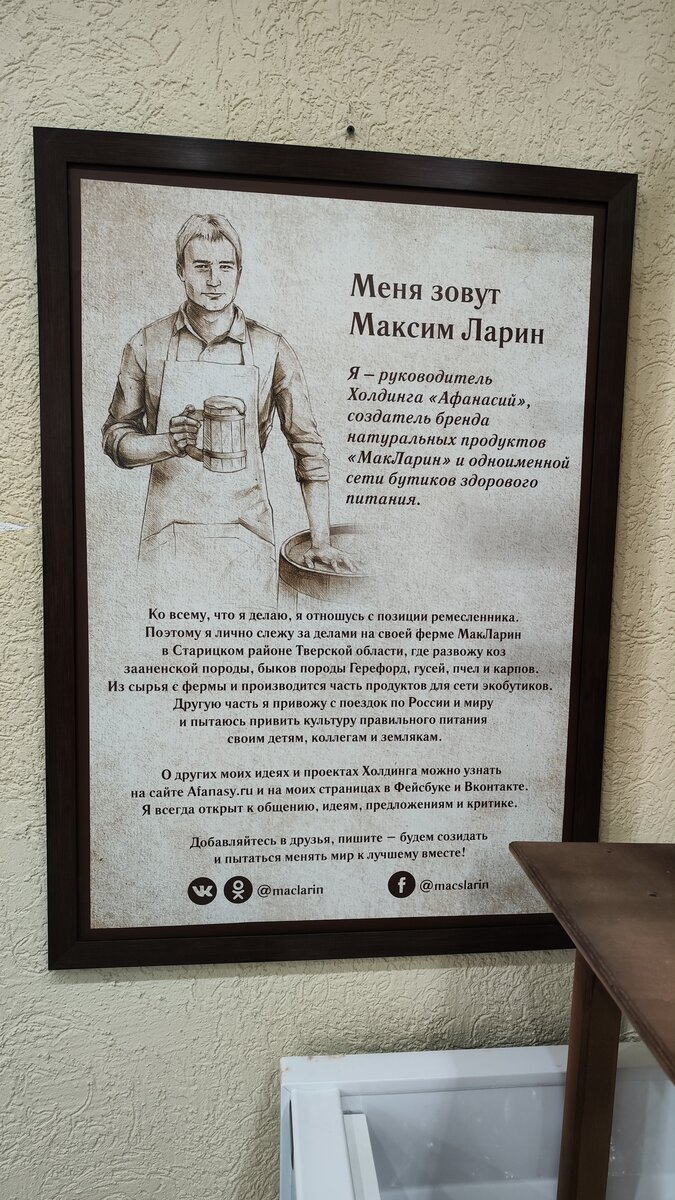 Меня зовут
Максим Ларин
Я – руководитель
Холдинга «Афанасий»,
создатель бренда
натуральных продуктов
«МакЛарин» и одноименной
сети бутиков здорового
питания.
Ко всему, что я делаю, я отношусь с позиции ремесленника.
Поэтому я лично слежу за делами на своей ферме МакЛарин
в Старицком районе Тверской области, где развожу коз
зааненской породы, быков породы Герефорд, гусей, пчел и карпов.
Из сырья с фермы и производится часть продуктов для сети экобутиков.
Другую часть я привожу с поездок по России и миру
и пытаюсь привить культуру правильного питания
своим детям, коллегам и землякам.
О других моих идеях и проектах Холдинга можно узнать
на сайте Afanasy.ru и на моих страницах в Фейсбуке и Вконтакте.
Я всегда открыт к общению, идеям, предложениям и критике.
Добавляйтесь в друзья, пишите – будем созидать
и пытаться менять мир к лучшему вместе!
@maclarin @macslarin